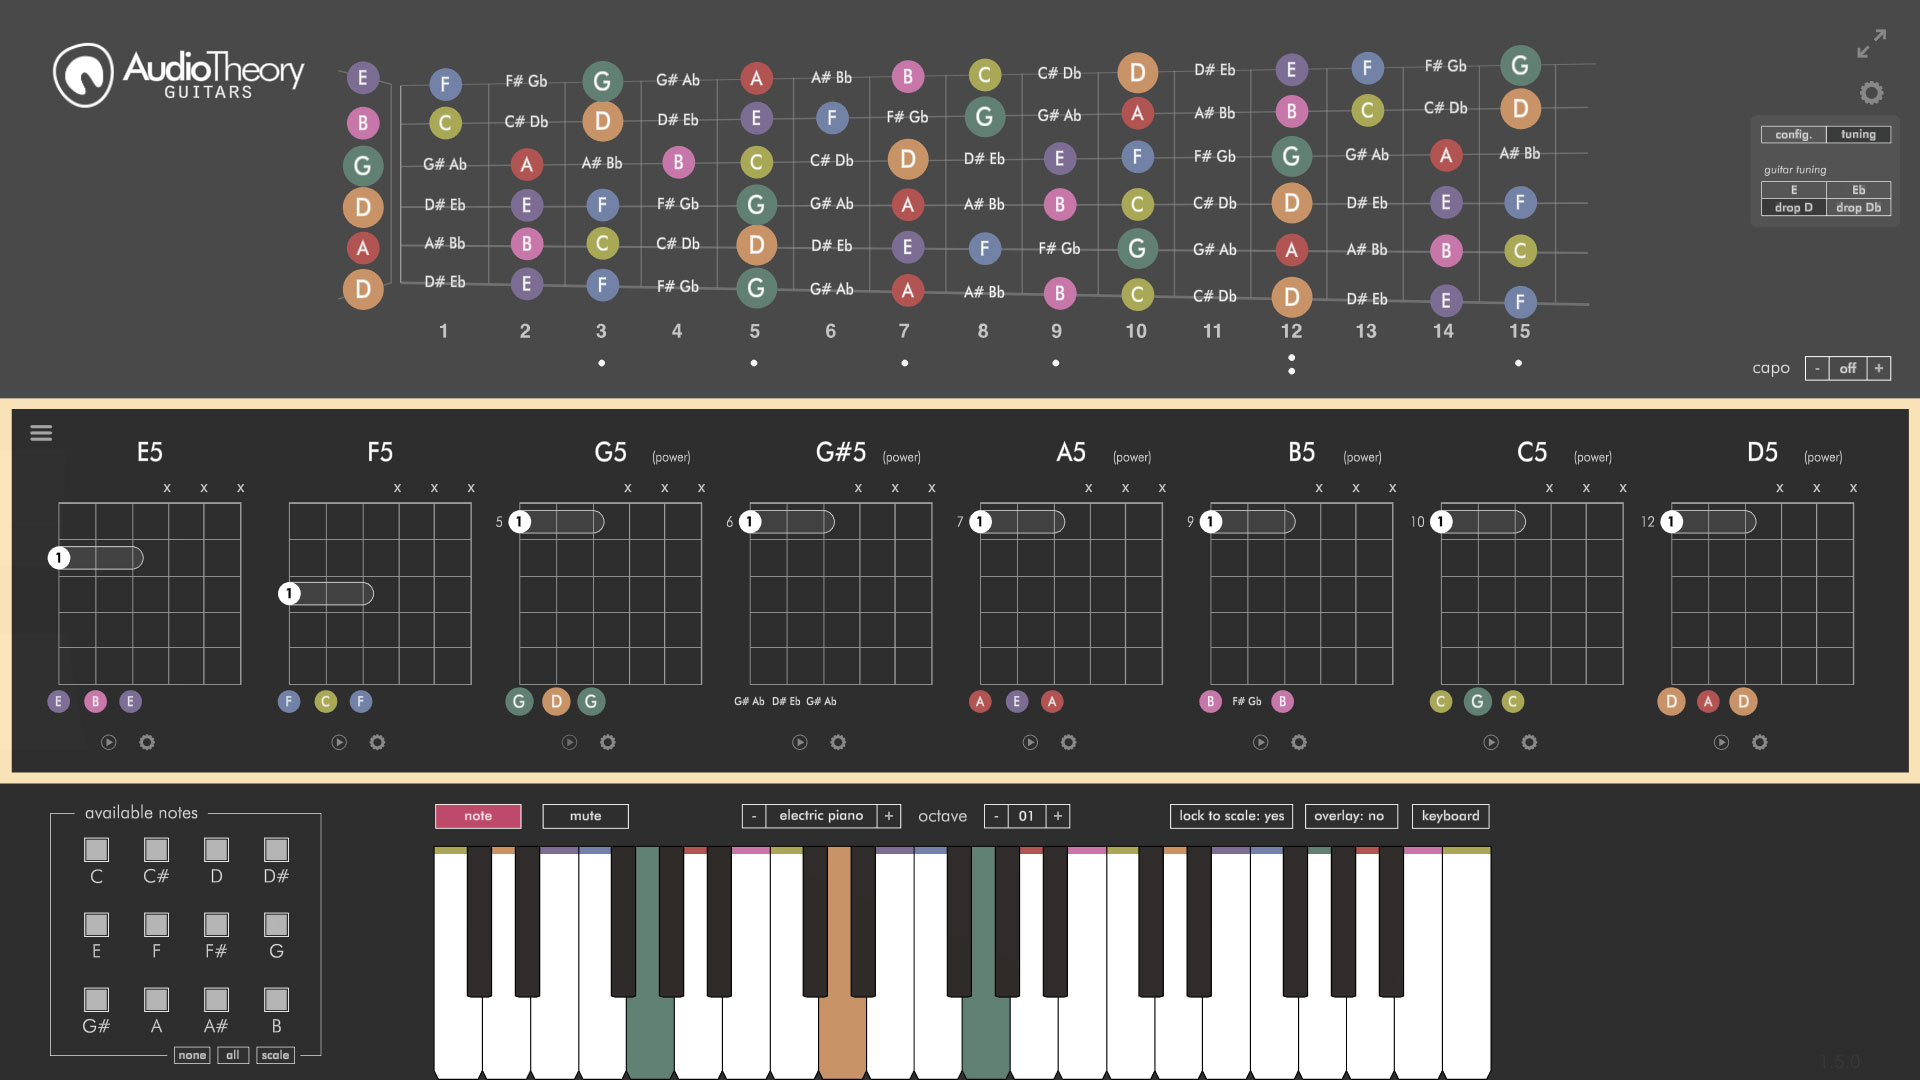 AudioTheory
GUITARS
E F F# Gb G G# Ab A A# Bb B C C# Db D D# Eb E F F# Gb G
B C C# Db D D# Eb E F F# Gb G G# Ab A A# Bb B C C# Db D
G G# Ab A A# Bb B C C# Db D D# Eb E F F# Gb G G# Ab A A# Bb
D D# Eb E F F# Gb G G# Ab A A# Bb B C C# Db D D# Eb E F
A A# Bb B C C# Db D D# Eb E F F# Gb G G# Ab A A# Bb B C
D D# Eb E F F# Gb G G# Ab A A# Bb B C C# Db D D# Eb E F
1 2 3 4 5 6 7 8 9 10 11 12 13 14 15
config. tuning
guitar tuning
E Eb
drop D drop Db
capo - off +
E5 F5 G5 (power) G#5 (power) A5 (power) B5 (power) C5 (power) D5 (power)
x x x x x x x x x x x x x x x x x x x x x x x x
5 1 6 1 7 1 9 1 10 1 12 1
1
1
E B E F C F G D G G# Ab D# Eb G# Ab A E A B F# Gb B C G C D A D
available notes
C C# D D#
E F F# G
G# A A# B
none all scale
note mute - electric piano + octave - 01 + lock to scale: yes overlay: no keyboard
1.5.0